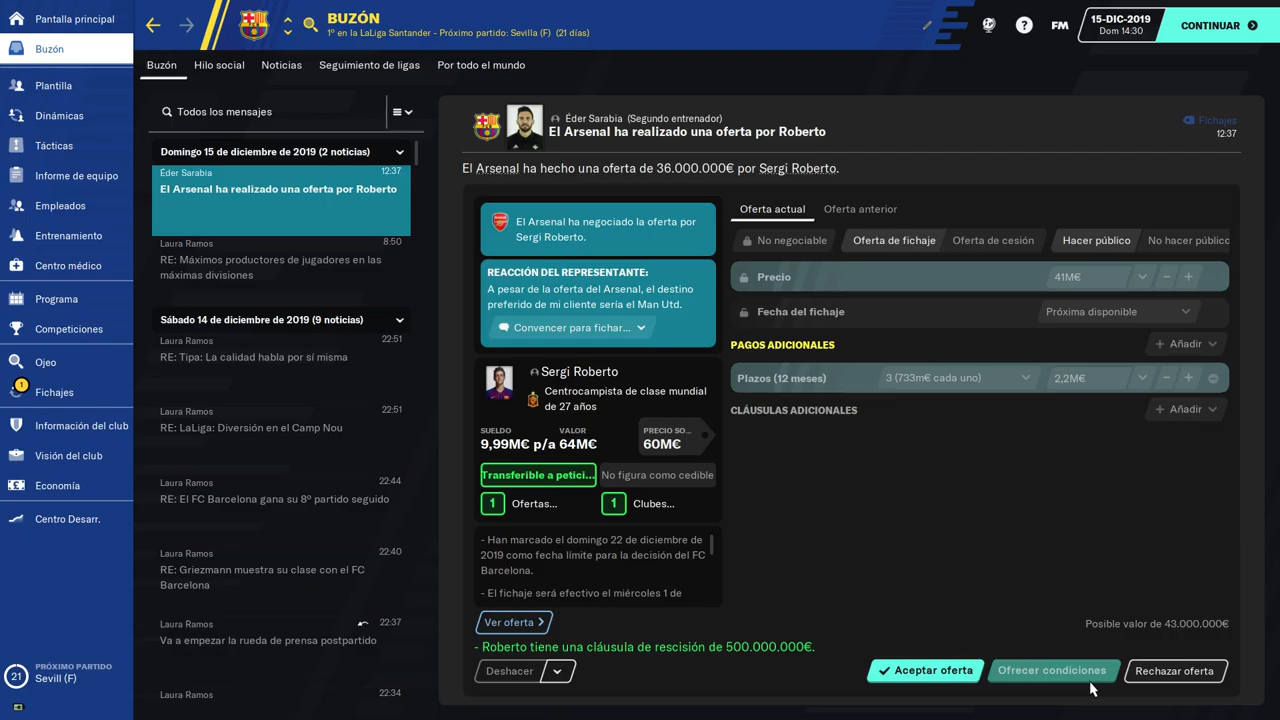 Pantalla principal
Buzón
Plantilla
Dinámicas
Tácticas
Informe de equipo
Empleados
Entrenamiento
Centro médico
Programa
Competiciones
Ojeo
1
Fichajes
Información del club
Visión del club
Economía
Centro Desarr.
21
PRÓXIMO PARTIDO
Sevill (F)
BUZÓN
1º en la LaLiga Santander - Próximo partido: Sevilla (F) (21 días)
?
FM
15-DIC-2019
Dom 14:30
CONTINUAR
Buzón
Hilo social
Noticias
Seguimiento de ligas
Por todo el mundo
Todos los mensajes
Domingo 15 de diciembre de 2019 (2 noticias)
Éder Sarabia 12:37
El Arsenal ha realizado una oferta por Roberto
Laura Ramos 8:50
RE: Máximos productores de jugadores en las
máximas divisiones
Sábado 14 de diciembre de 2019 (9 noticias)
Laura Ramos 22:51
RE: Tipa: La calidad habla por sí misma
Laura Ramos 22:51
RE: LaLiga: Diversión en el Camp Nou
Laura Ramos 22:44
RE: El FC Barcelona gana su 8º partido seguido
Laura Ramos 22:40
RE: Griezmann muestra su clase con el FC
Barcelona
Laura Ramos 22:37
Va a empezar la rueda de prensa postpartido
Laura Ramos 22:34
Éder Sarabia (Segundo entrenador)
El Arsenal ha realizado una oferta por Roberto
Fichajes
12:37
El Arsenal ha hecho una oferta de 36.000.000€ por Sergi Roberto.
El Arsenal ha negociado la oferta por
Sergi Roberto.
REACCIÓN DEL REPRESENTANTE:
A pesar de la oferta del Arsenal, el destino
preferido de mi cliente sería el Man Utd.
Convencer para fichar...
Sergi Roberto
Centrocampista de clase mundial
de 27 años
SUELDO VALOR PRECIO SO...
9,99M€ p/a 64M€ 60M€
Transferible a petici... No figura como cedible
1 Ofertas... 1 Clubes...
- Han marcado el domingo 22 de diciembre de
2019 como fecha límite para la decisión del FC
Barcelona.
- El fichaje será efectivo el miércoles 1 de
Oferta actual Oferta anterior
No negociable Oferta de fichaje Oferta de cesión Hacer público No hacer públic
Precio 41M€ - +
Fecha del fichaje Próxima disponible
PAGOS ADICIONALES + Añadir
Plazos (12 meses) 3 (733m€ cada uno) 2,2M€ - +
CLÁUSULAS ADICIONALES + Añadir
Ver oferta
Posible valor de 43.000.000€
- Roberto tiene una cláusula de rescisión de 500.000.000€.
Deshacer
Aceptar oferta
Ofrecer condiciones
Rechazar oferta